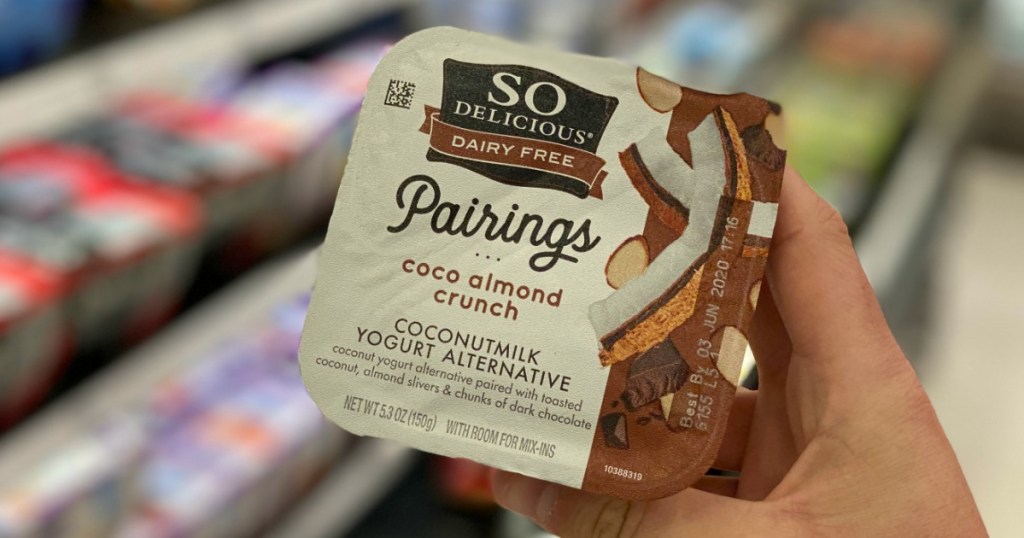 SO
DELICIOUS®
DAIRY FREE
Pairings
coco almond
crunch
COCONUTMILK
YOGURT ALTERNATIVE
coconut yogurt alternative paired with toasted
coconut, almond slivers & chunks of dark chocolate
NET WT 5.3 OZ (150g) WITH ROOM FOR MIX-INS
Best By 03 JUN 2020 17:16
6155 L5
10388319